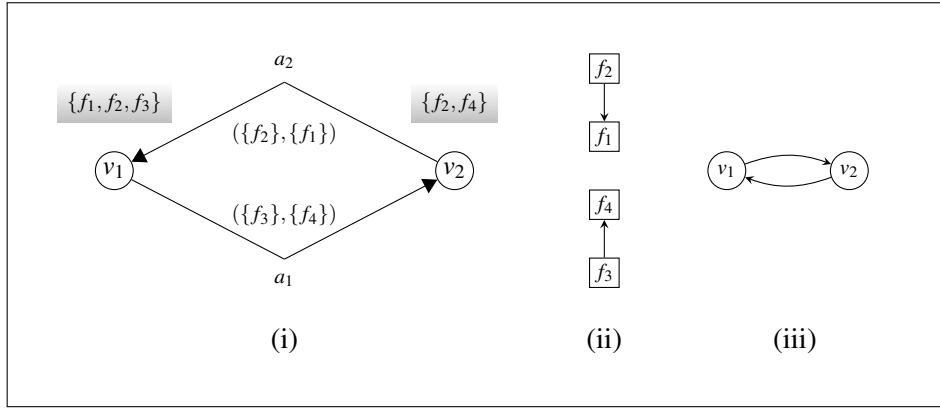 a₂
{f₁, f₂, f₃}
{f₂, f₄}
({f₂},{f₁})
v₁
v₂
({f₃},{f₄})
a₁
(i)
f₂
f₁
f₄
f₃
(ii)
v₁
v₂
(iii)